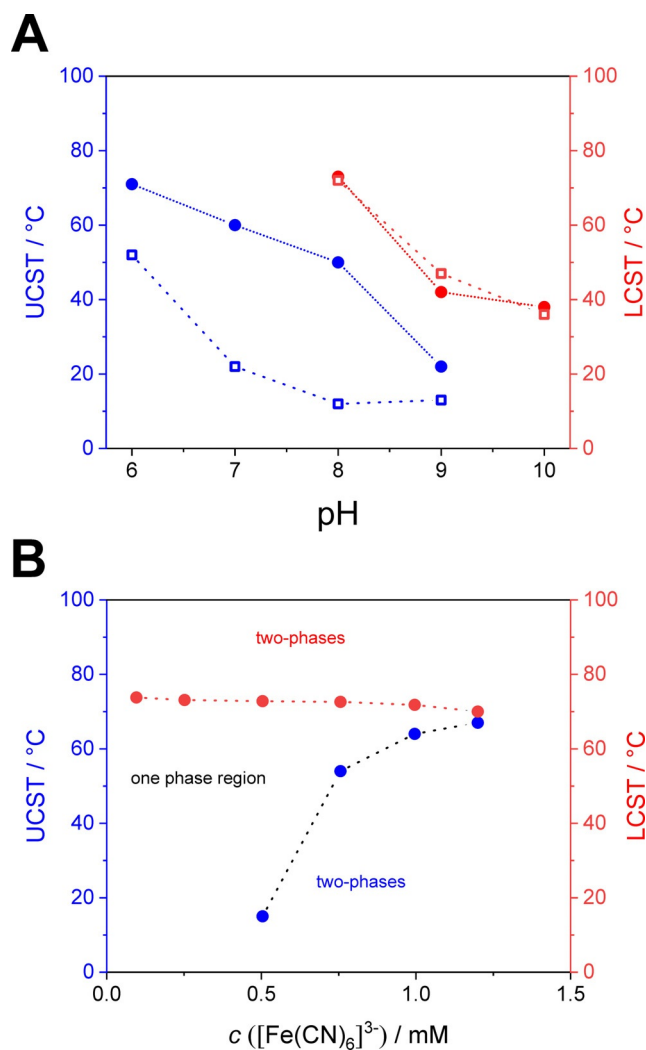 A
100
80
60
40
20
0
UCST / °C
100
80
60
40
20
0
LCST / °C
6 7 8 9 10
pH
B
100
80
60
40
20
0
UCST / °C
two-phases
one phase region
two-phases
100
80
60
40
20
0
LCST / °C
0.0 0.5 1.0 1.5
c ([Fe(CN)₆]³⁻) / mM